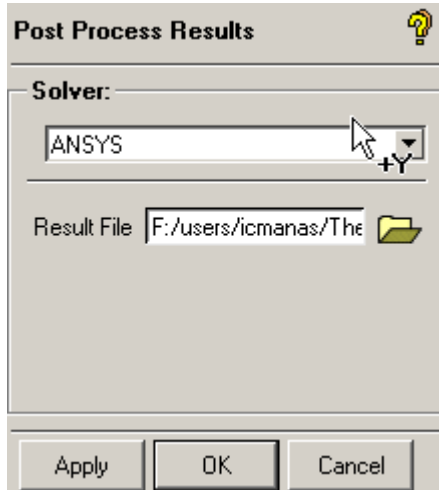 Post Process Results
Solver:
ANSYS
+Y
Result File F:/users/icmanas/The
Apply OK Cancel